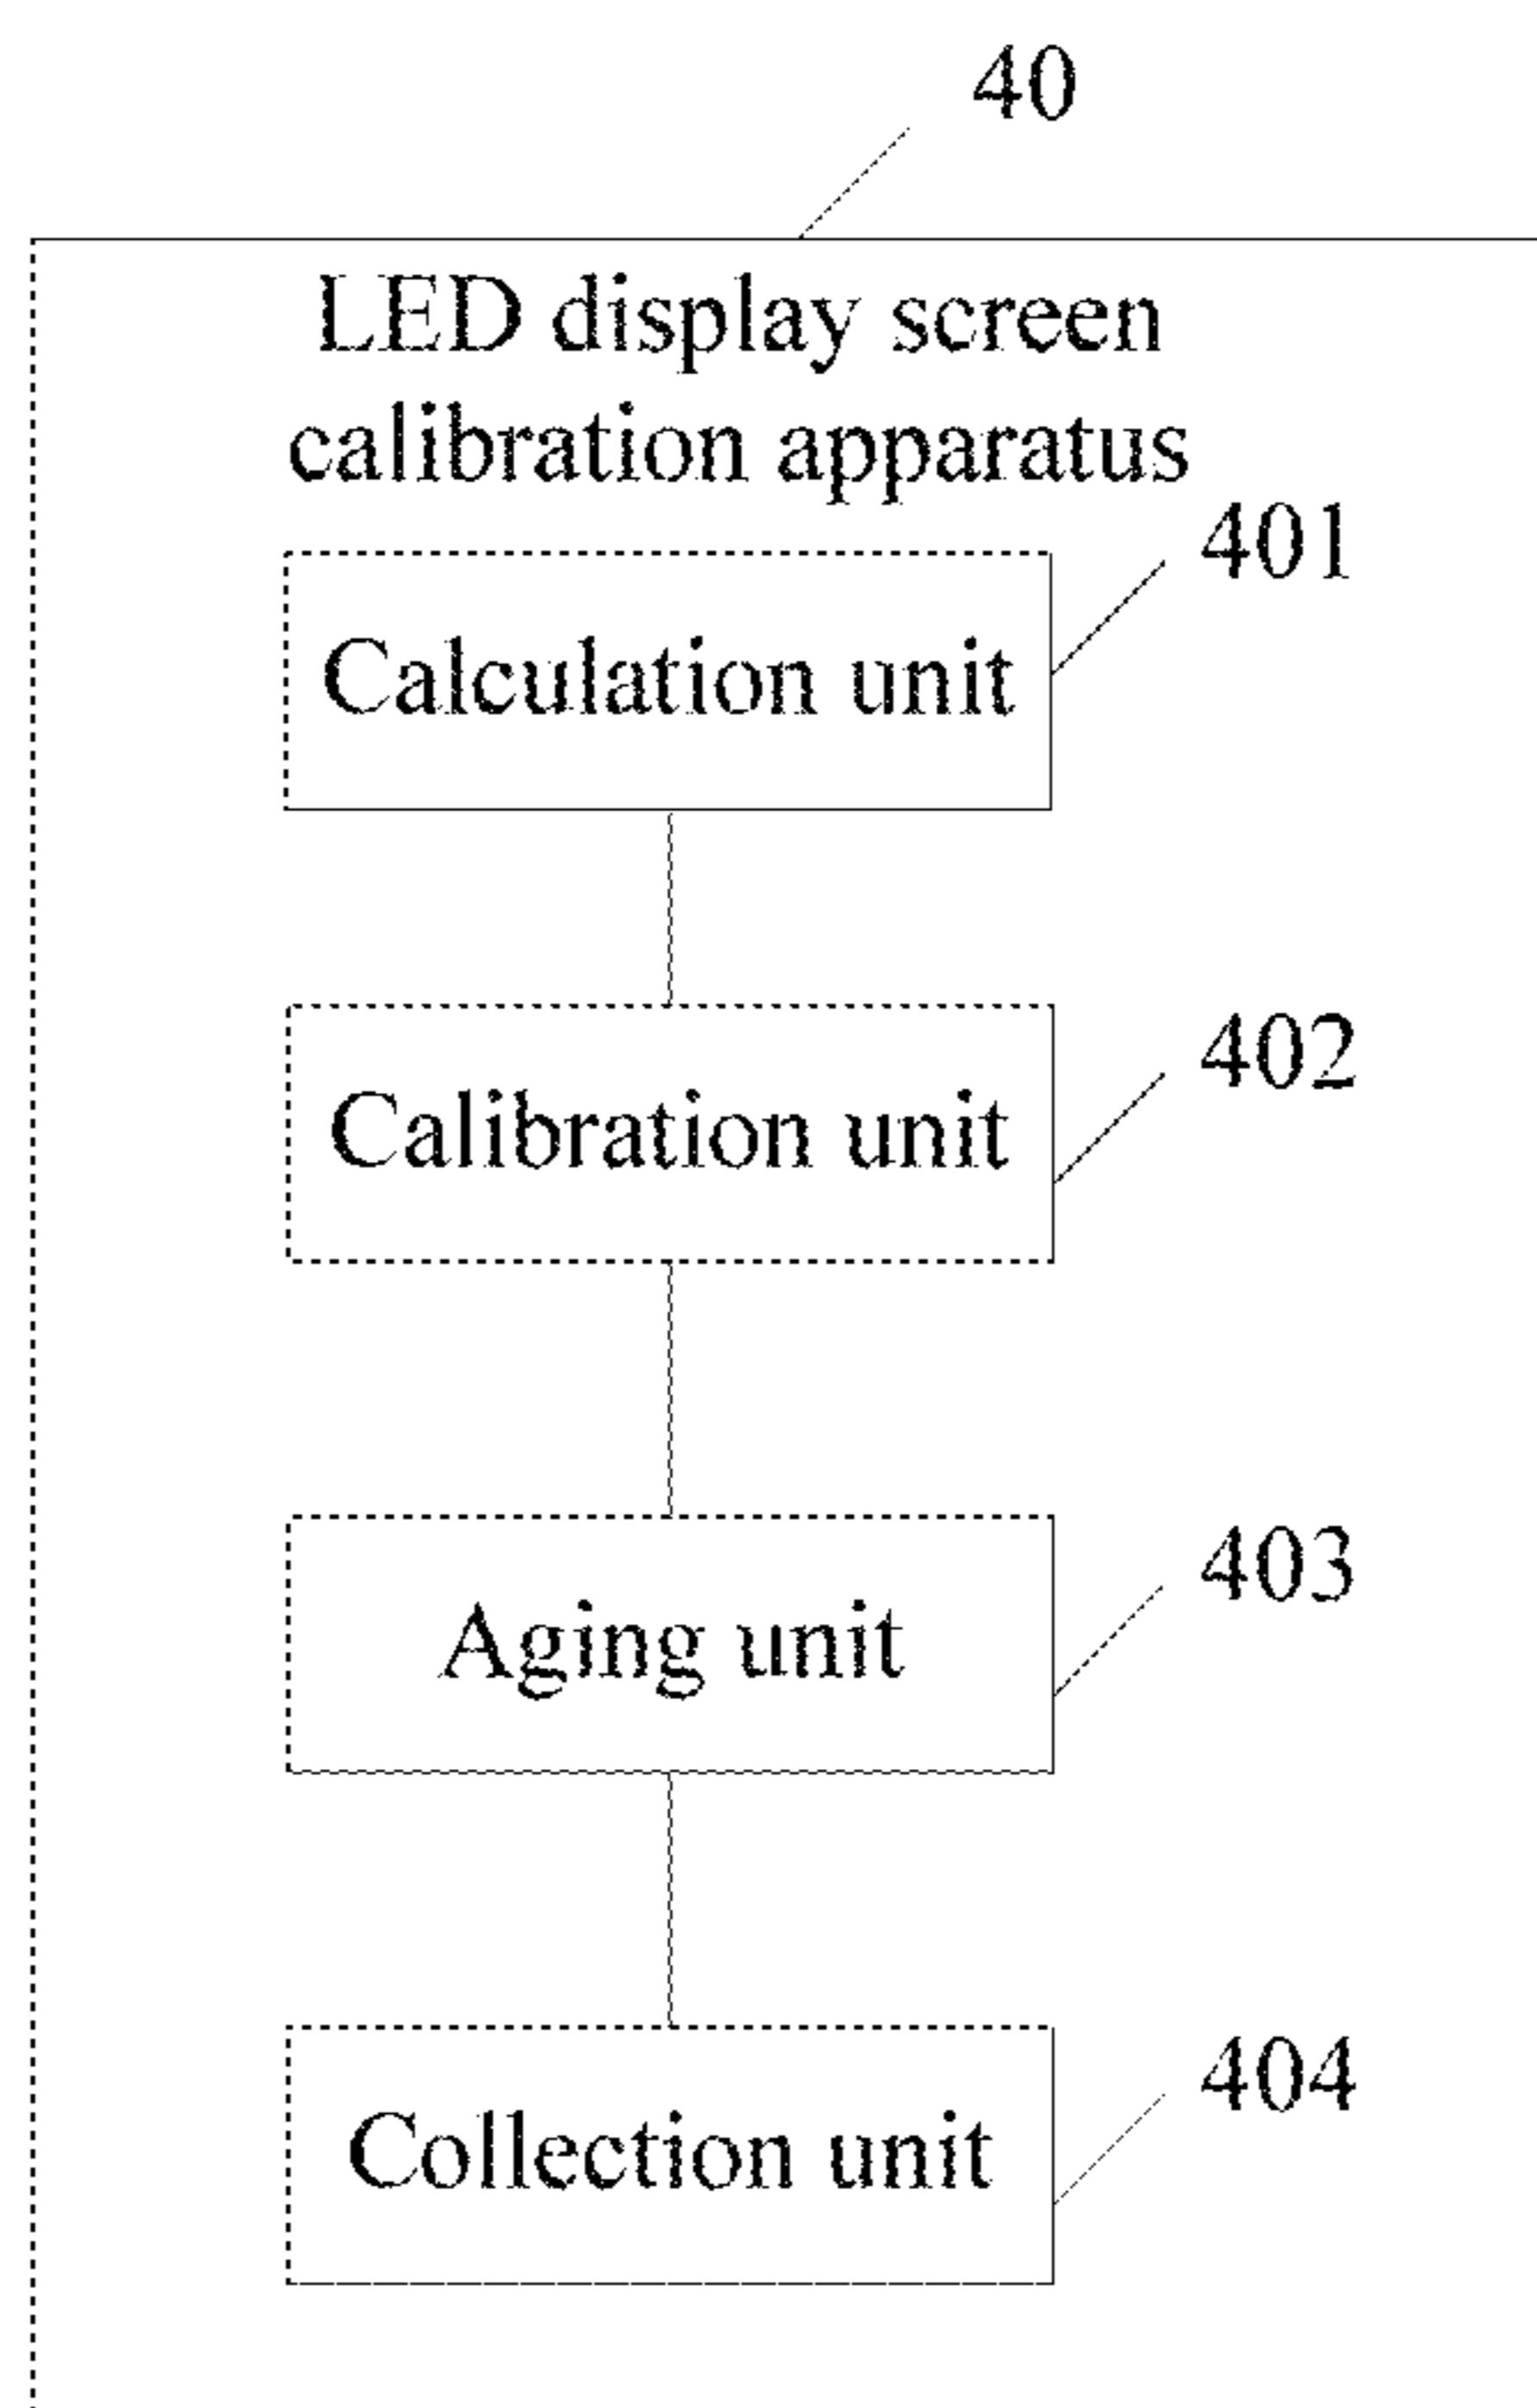 40
LED display screen
calibration apparatus
401
Calculation unit
402
Calibration unit
403
Aging unit
404
Collection unit